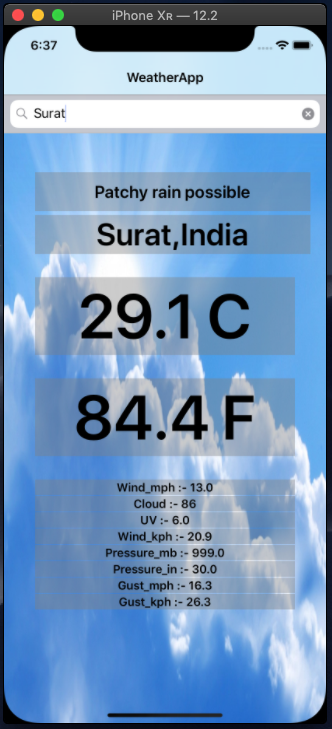 iPhone Xʀ — 12.2
6:37
WeatherApp
Surat
Patchy rain possible
Surat,India
29.1 C
84.4 F
Wind_mph :- 13.0
Cloud :- 86
UV :- 6.0
Wind_kph :- 20.9
Pressure_mb :- 999.0
Pressure_in :- 30.0
Gust_mph :- 16.3
Gust_kph :- 26.3